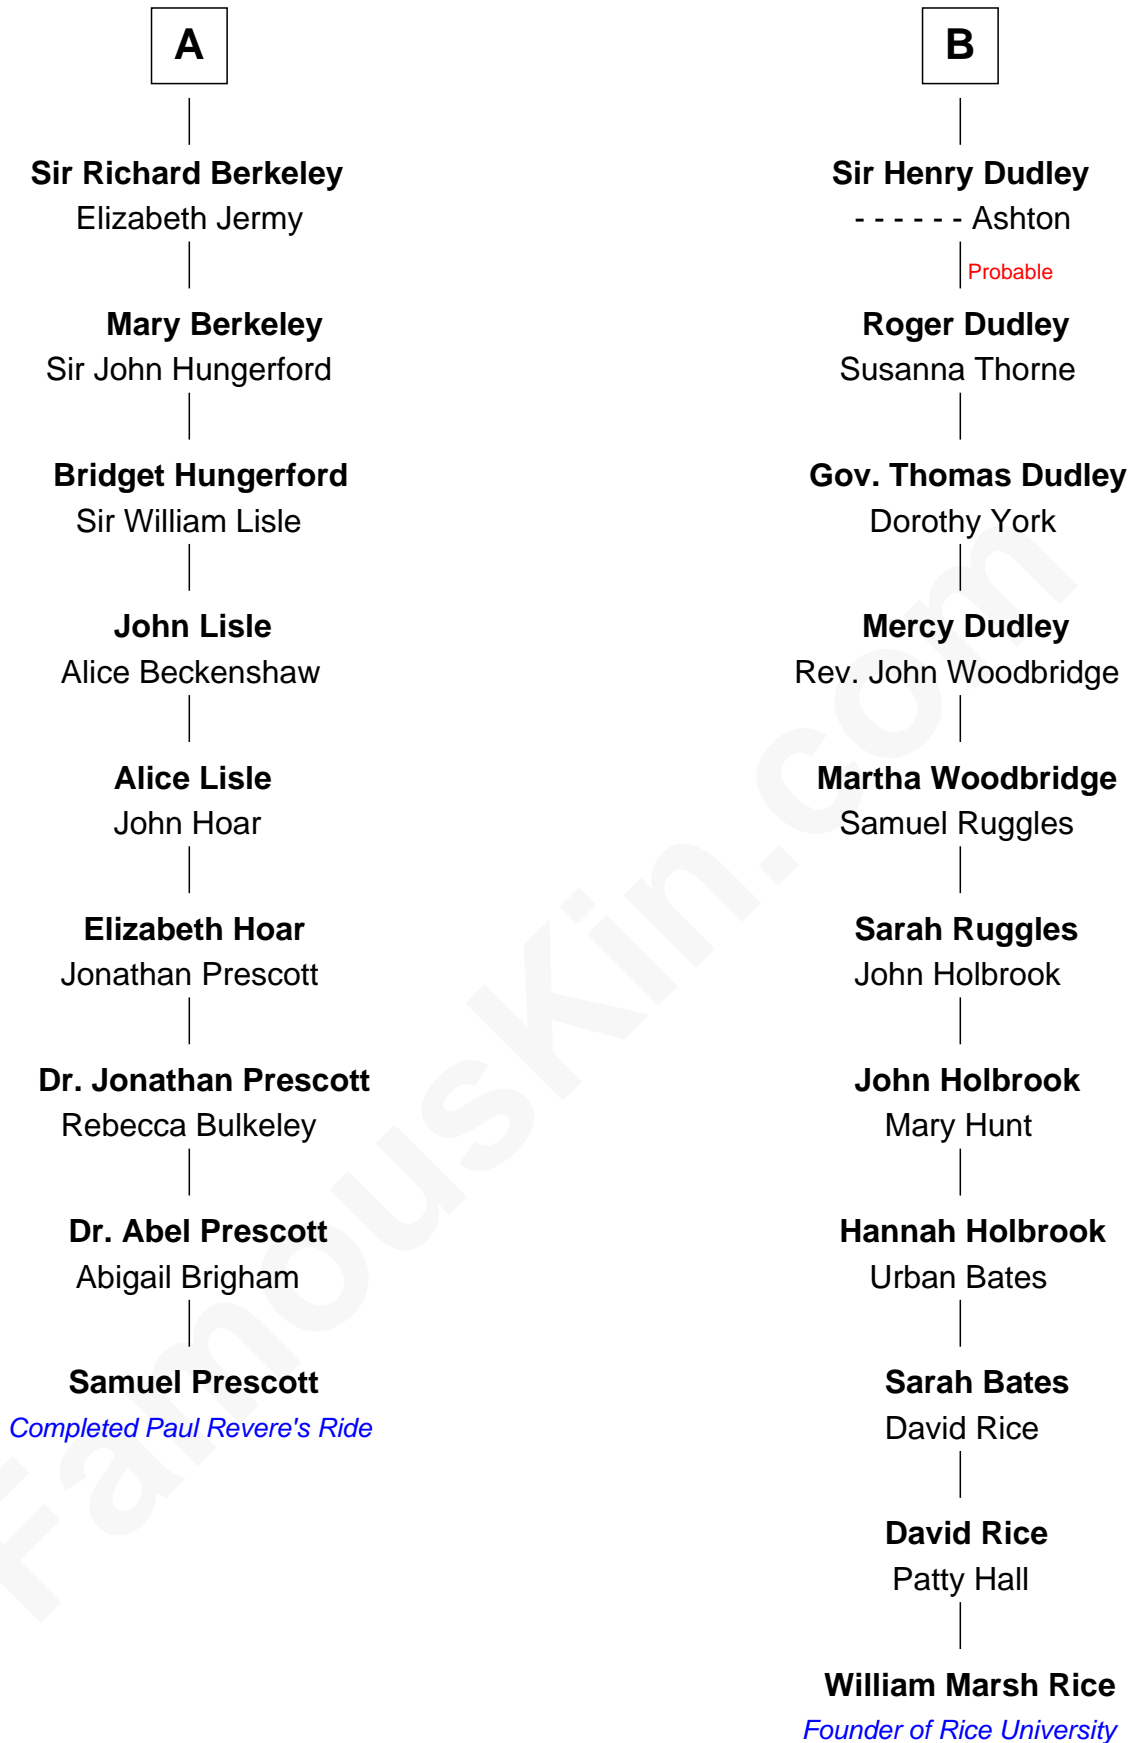 A
Sir Richard Berkeley
Elizabeth Jermy
Mary Berkeley
Sir John Hungerford
Bridget Hungerford
Sir William Lisle
John Lisle
Alice Beckenshaw
Alice Lisle
John Hoar
Elizabeth Hoar
Jonathan Prescott
Dr. Jonathan Prescott
Rebecca Bulkeley
Dr. Abel Prescott
Abigail Brigham
Samuel Prescott
Completed Paul Revere's Ride
B
Sir Henry Dudley
- - - - - - Ashton
Probable
Roger Dudley
Susanna Thorne
Gov. Thomas Dudley
Dorothy York
Mercy Dudley
Rev. John Woodbridge
Martha Woodbridge
Samuel Ruggles
Sarah Ruggles
John Holbrook
John Holbrook
Mary Hunt
Hannah Holbrook
Urban Bates
Sarah Bates
David Rice
David Rice
Patty Hall
William Marsh Rice
Founder of Rice University
FamousKin.com